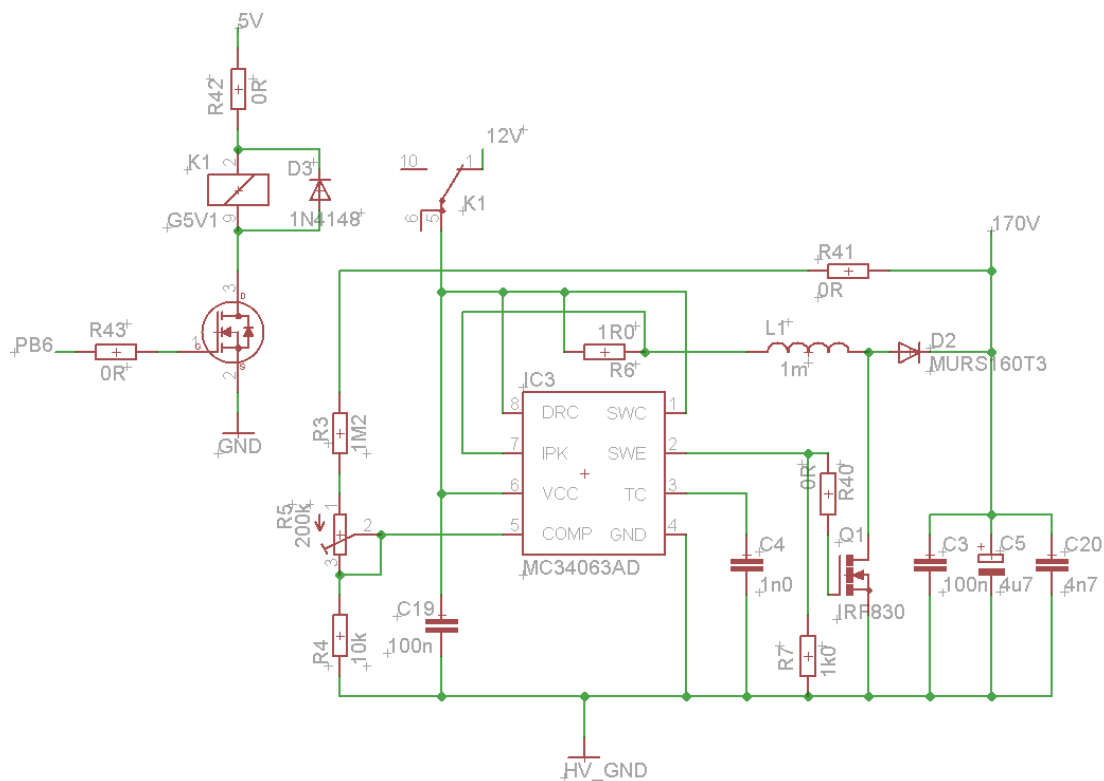 5V
R42
0R
K1
2
9
G5V1
D3
1N4148
12V
10
1
6
5
K1
170V
R41
0R
3
D
G
S
1
2
PB6
R43
0R
GND
1R0
R6
L1
1m
D2
MURS160T3
IC3
8
DRC
SWC
1
7
IPK
SWE
2
6
VCC
TC
3
5
COMP
GND
4
MC34063AD
R3
1M2
R5
200k
1
2
3
R4
10k
C19
100n
0R
R40
Q1
IRF830
C4
1n0
R7
1k0
C3
100n
C5
+
4u7
C20
4n7
HV_GND